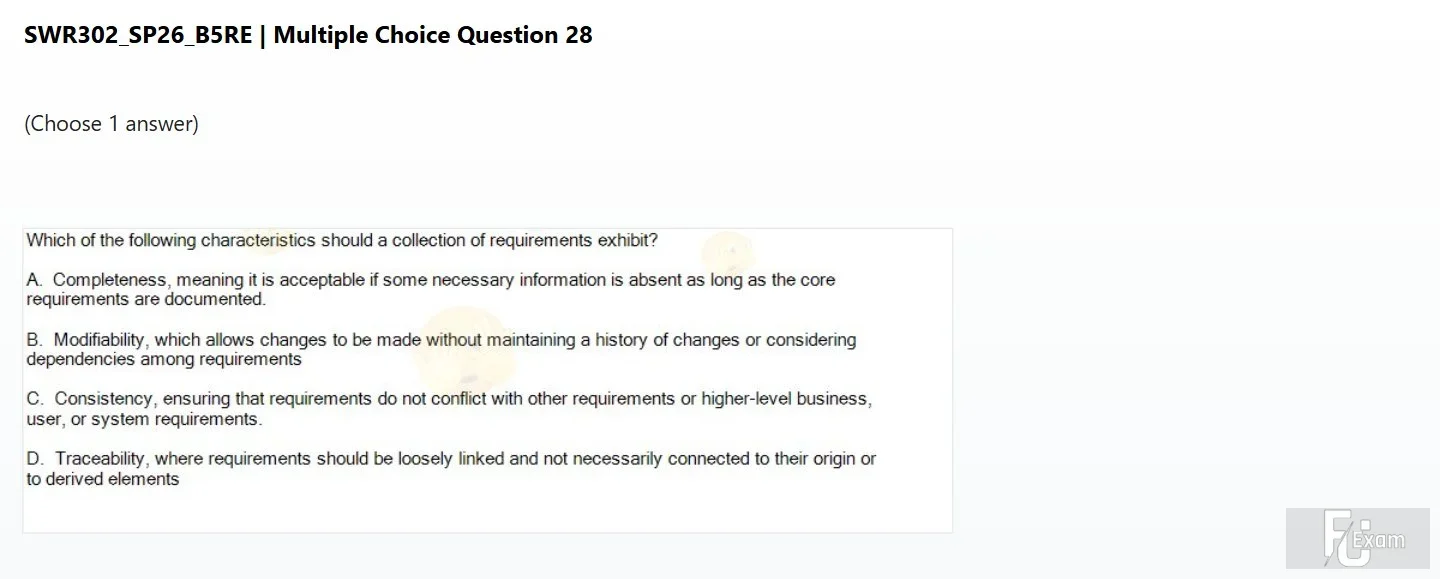 SWR302_SP26_B5RE | Multiple Choice Question 28
(Choose 1 answer)
Which of the following characteristics should a collection of requirements exhibit?
A. Completeness, meaning it is acceptable if some necessary information is absent as long as the core
requirements are documented.
B. Modifiability, which allows changes to be made without maintaining a history of changes or considering
dependencies among requirements
C. Consistency, ensuring that requirements do not conflict with other requirements or higher-level business,
user, or system requirements.
D. Traceability, where requirements should be loosely linked and not necessarily connected to their origin or
to derived elements
FU Exam